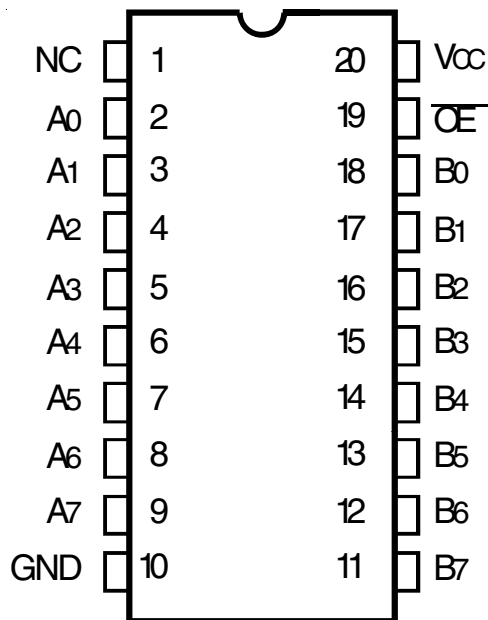 NC 1 20 VCC
A0 2 19 O̅E̅
A1 3 18 B0
A2 4 17 B1
A3 5 16 B2
A4 6 15 B3
A5 7 14 B4
A6 8 13 B5
A7 9 12 B6
GND 10 11 B7